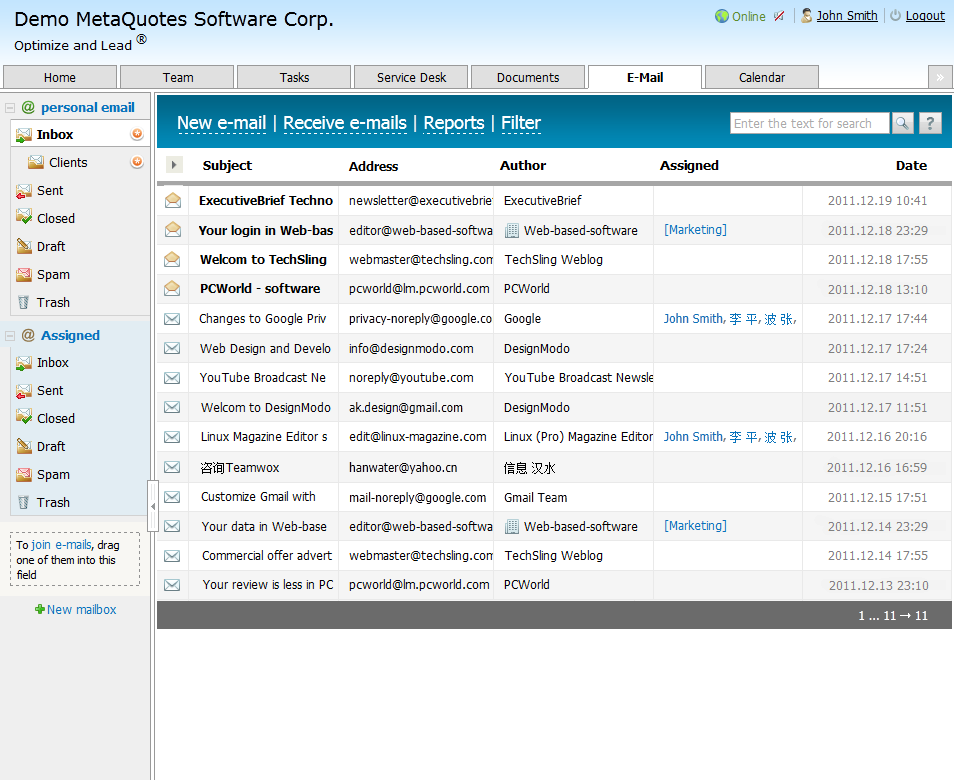 Demo MetaQuotes Software Corp.
Online John Smith Logout
Optimize and Lead ®
Home Team Tasks Service Desk Documents E-Mail Calendar »
@ personal email
Inbox
Clients
Sent
Closed
Draft
Spam
Trash
@ Assigned
Inbox
Sent
Closed
Draft
Spam
Trash
To join e-mails, drag
one of them into this
field
New mailbox
New e-mail | Receive e-mails | Reports | Filter Enter the text for search ?
Subject Address Author Assigned Date
ExecutiveBrief Techno newsletter@executivebrie ExecutiveBrief 2011.12.19 10:41
Your login in Web-bas editor@web-based-softwa Web-based-software [Marketing] 2011.12.18 23:29
Welcom to TechSling webmaster@techsling.com TechSling Weblog 2011.12.18 17:55
PCWorld - software pcworld@lm.pcworld.com PCWorld 2011.12.18 13:10
Changes to Google Priv privacy-noreply@google.co Google John Smith, 李 平, 波 张, 2011.12.17 17:44
Web Design and Develo info@designmodo.com DesignModo 2011.12.17 17:24
YouTube Broadcast Ne noreply@youtube.com YouTube Broadcast Newsle 2011.12.17 14:51
Welcom to DesignModo ak.design@gmail.com DesignModo 2011.12.17 11:51
Linux Magazine Editor s edit@linux-magazine.com Linux (Pro) Magazine Editor John Smith, 李 平, 波 张, 2011.12.16 20:16
咨询Teamwox hanwater@yahoo.cn 信息 汉水 2011.12.16 16:59
Customize Gmail with mail-noreply@google.com Gmail Team 2011.12.15 17:51
Your data in Web-base editor@web-based-softwa Web-based-software [Marketing] 2011.12.14 23:29
Commercial offer advert webmaster@techsling.com TechSling Weblog 2011.12.14 17:55
Your review is less in PC pcworld@lm.pcworld.com PCWorld 2011.12.13 23:10
1 ... 11 → 11